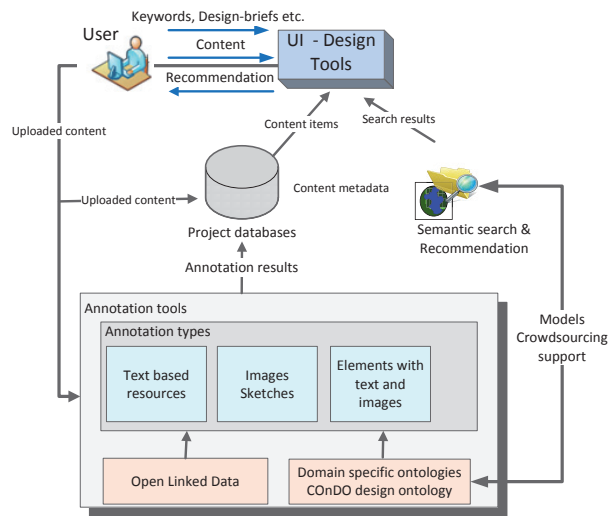 Keywords, Design-briefs etc.
User
Content
UI - Design
Tools
Recommendation
Uploaded content
Content items
Search results
Uploaded content
Content metadata
Project databases
Semantic search &
Recommendation
Annotation results
Annotation tools
Annotation types
Text based
resources
Images
Sketches
Elements with
text and
images
Models
Crowdsourcing
support
Open Linked Data
Domain specific ontologies
COnDO design ontology